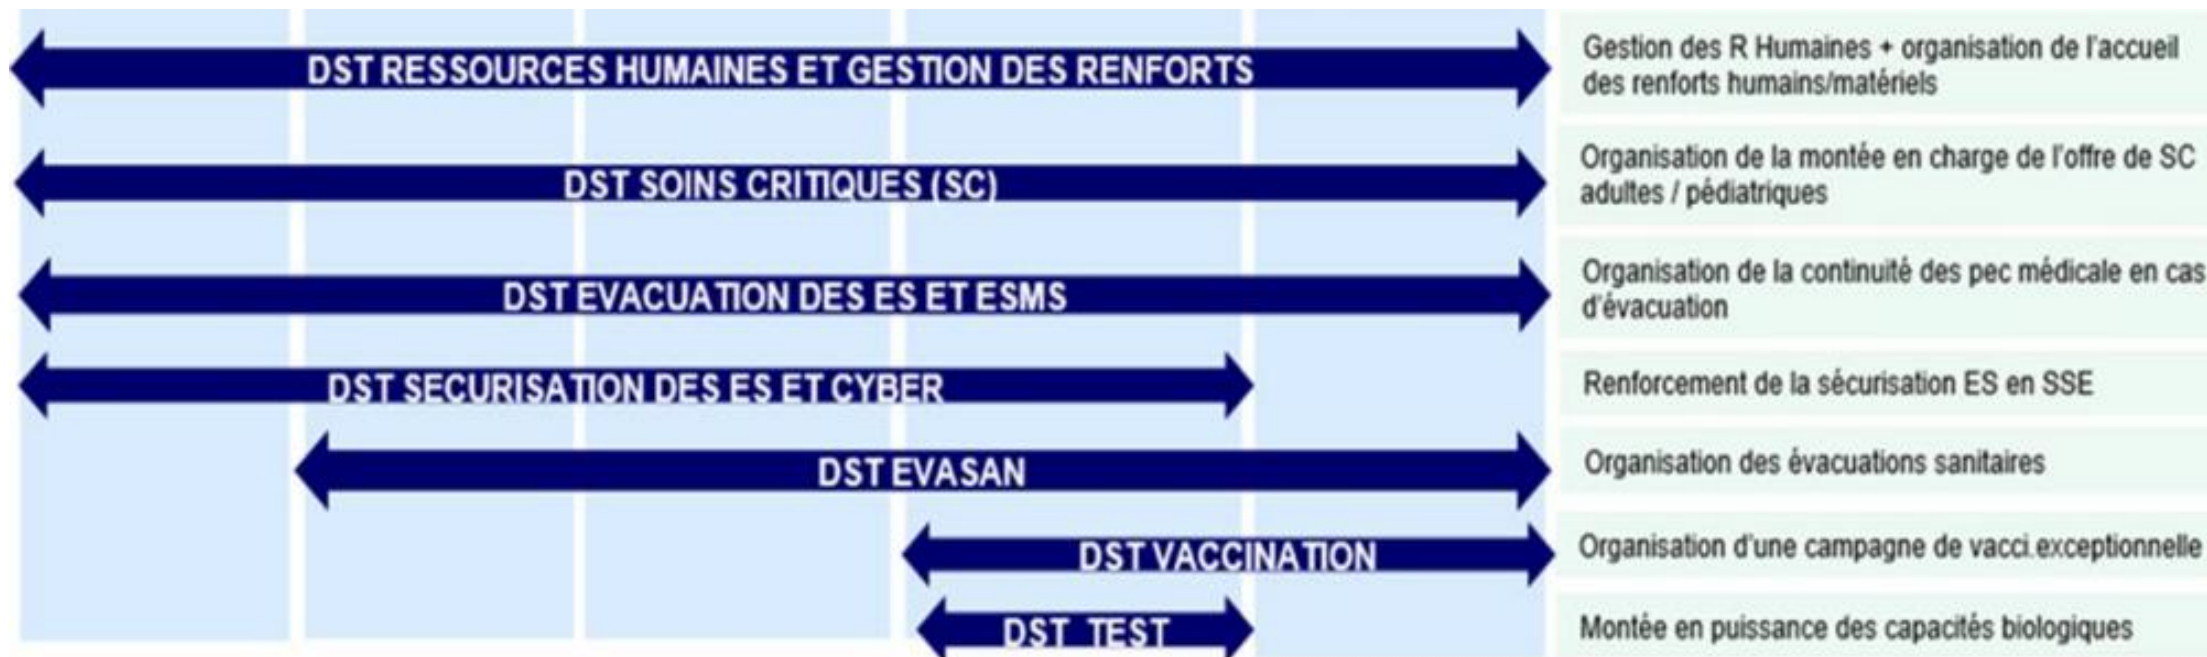 DST RESSOURCES HUMAINES ET GESTION DES RENFORTS
Gestion des R Humaines + organisation de l'accueil
des renforts humains/matériels
DST SOINS CRITIQUES (SC)
Organisation de la montée en charge de l'offre de SC
adultes / pédiatriques
DST EVACUATION DES ES ET ESMS
Organisation de la continuité des pec médicale en cas
d'évacuation
DST SECURISATION DES ES ET CYBER
Renforcement de la sécurisation ES en SSE
DST EVASAN
Organisation des évacuations sanitaires
DST VACCINATION
Organisation d'une campagne de vacci.exceptionnelle
DST TEST
Montée en puissance des capacités biologiques